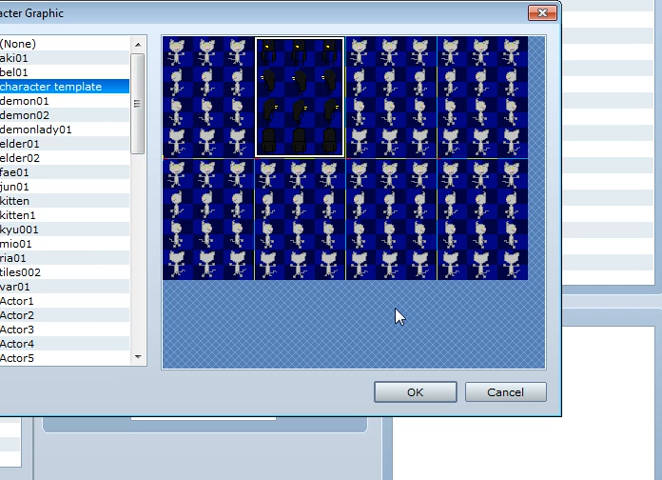 acter Graphic
(None)
aki01
bel01
character template
demon01
demon02
demonlady01
elder01
elder02
fae01
jun01
kitten
kitten1
kyu001
mio01
ria01
tiles002
var01
Actor1
Actor2
Actor3
Actor4
Actor5
OK
Cancel